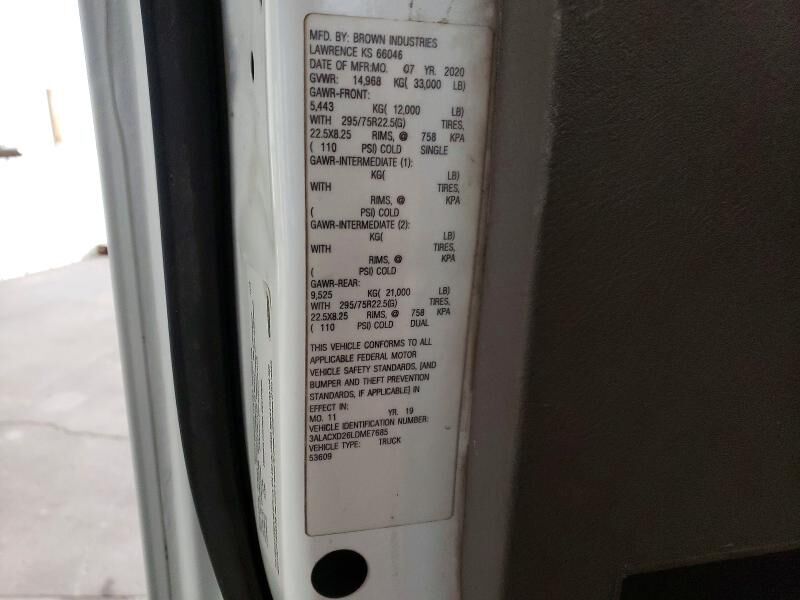 MFD. BY: BROWN INDUSTRIES
LAWRENCE KS 66046
DATE OF MFR:MO. 07 YR. 2020
GVWR: 14,968 KG( 33,000 LB)
GAWR-FRONT:
5,443 KG( 12,000 LB)
WITH 295/75R22.5(G) TIRES,
22.5X8.25 RIMS, @ 758 KPA
( 110 PSI) COLD SINGLE
GAWR-INTERMEDIATE (1):
KG( LB)
WITH TIRES,
RIMS, @ KPA
( PSI) COLD
GAWR-INTERMEDIATE (2):
KG( LB)
WITH TIRES,
RIMS, @ KPA
( PSI) COLD
GAWR-REAR:
9,525 KG( 21,000 LB)
WITH 295/75R22.5(G) TIRES,
22.5X8.25 RIMS, @ 758 KPA
( 110 PSI) COLD DUAL
THIS VEHICLE CONFORMS TO ALL
APPLICABLE FEDERAL MOTOR
VEHICLE SAFETY STANDARDS, [AND
BUMPER AND THEFT PREVENTION
STANDARDS, IF APPLICABLE] IN
EFFECT IN:
MO. 11 YR. 19
VEHICLE IDENTIFICATION NUMBER:
3ALACXD26LDME7685
VEHICLE TYPE: TRUCK
53609